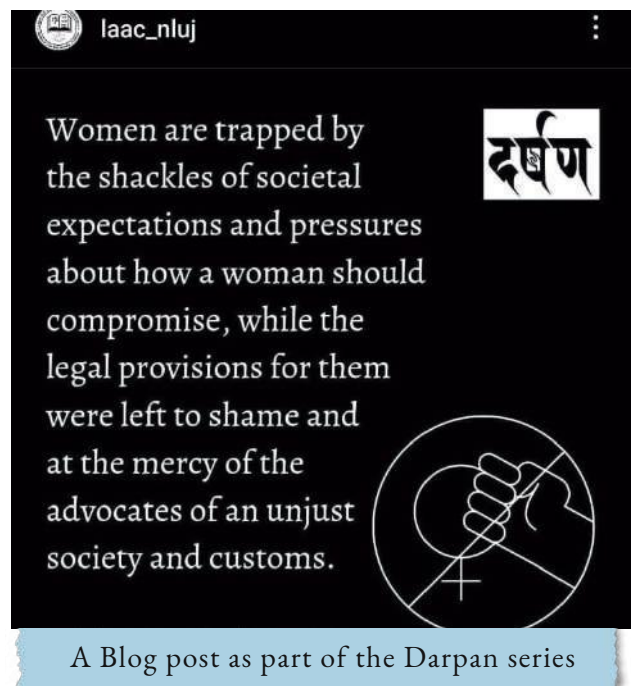 laac_nluj
Women are trapped by
the shackles of societal
expectations and pressures
about how a woman should
compromise, while the
legal provisions for them
were left to shame and
at the mercy of the
advocates of an unjust
society and customs.
दर्पण
A Blog post as part of the Darpan series